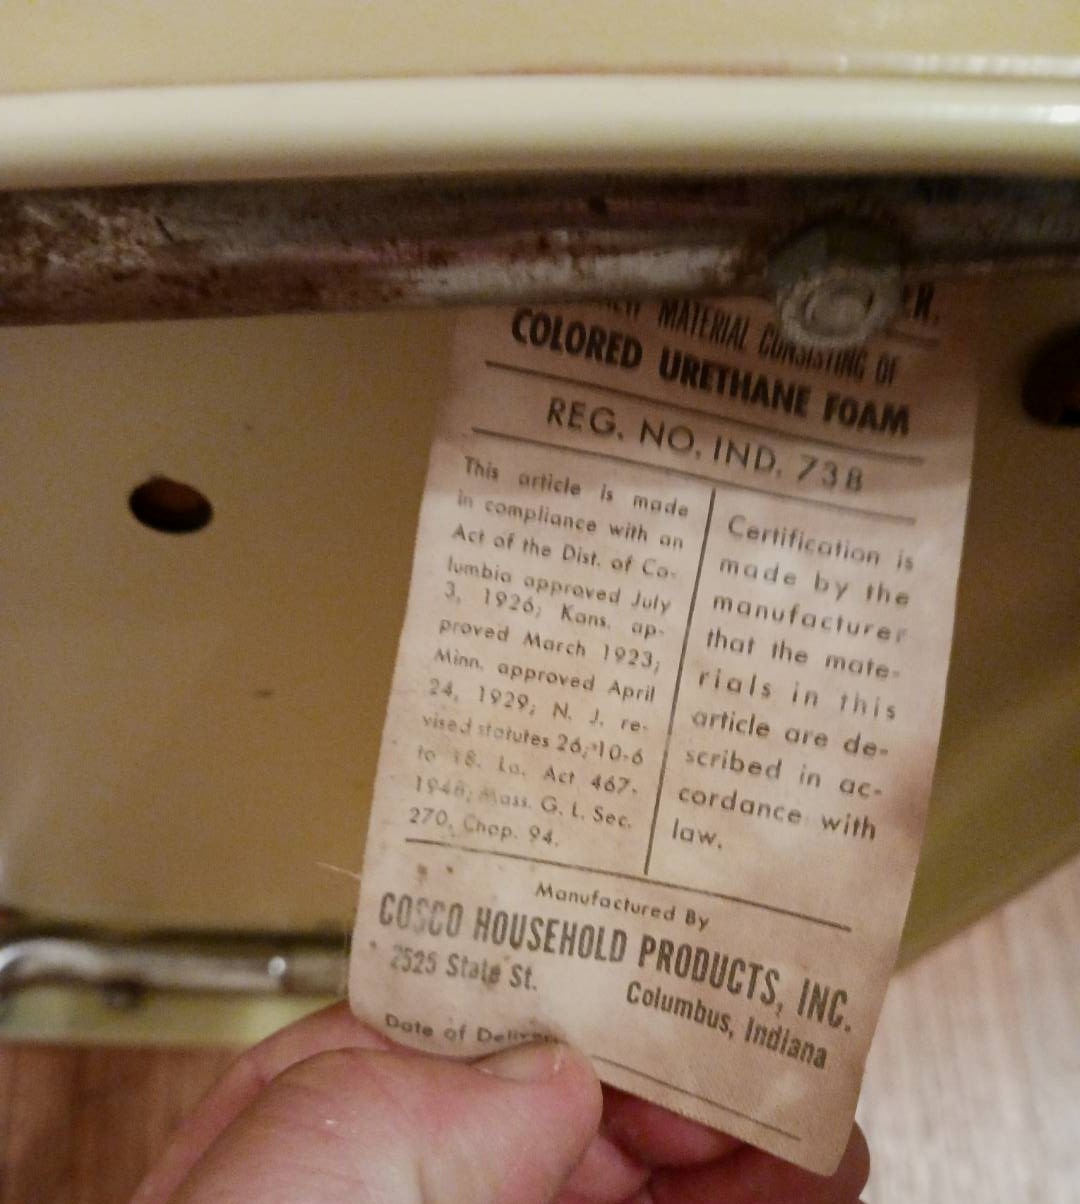 ER.
MATERIAL CONSISTING OF
COLORED URETHANE FOAM
REG. NO. IND. 738
This article is made
in compliance with an
Act of the Dist. of Co-
lumbia approved July
3, 1926; Kans. ap-
proved March 1923;
Minn. approved April
24, 1929; N. J. re-
vised statutes 26;10-6
to 18. La. Act 467-
1948; Mass. G. L. Sec.
270, Chap. 94.
Certification is
made by the
manufacturer
that the mate-
rials in this
article are de-
scribed in ac-
cordance with
law.
Manufactured By
COSCO HOUSEHOLD PRODUCTS, INC.
2525 State St.
Columbus, Indiana
Date of Delivery